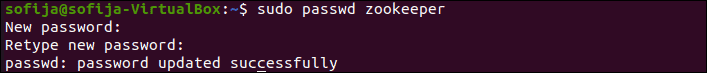 sofija@sofija-VirtualBox:~$ sudo passwd zookeeper
New password:
Retype new password:
passwd: password updated successfully